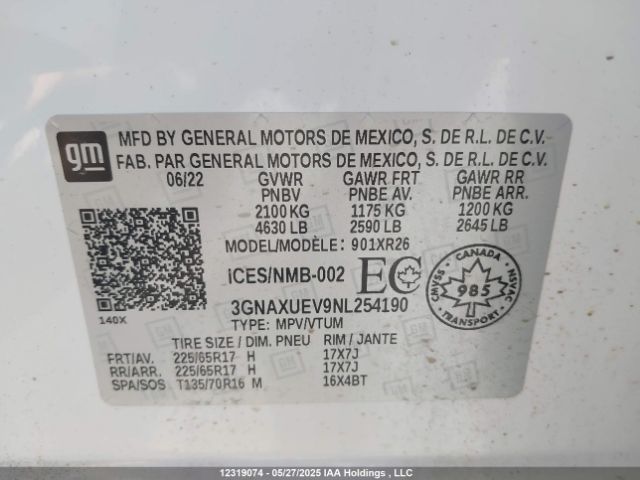 gm
MFD BY GENERAL MOTORS DE MEXICO, S. DE R.L. DE C.V.
FAB. PAR GENERAL MOTORS DE MEXICO, S. DE R.L. DE C.V.
06/22 GVWR GAWR FRT GAWR RR
PNBV PNBE AV. PNBE ARR.
2100 KG 1175 KG 1200 KG
4630 LB 2590 LB 2645 LB
MODEL/MODÈLE: 901XR26
iCES/NMB-002 EC
CANADA
CMVSS 985 NSVAC
TRANSPORT
3GNAXUEV9NL254190
140X
TYPE: MPV/VTUM
TIRE SIZE / DIM. PNEU RIM / JANTE
FRT/AV. 225/65R17 H 17X7J
RR/ARR. 225/65R17 H 17X7J
SPA/SOS T135/70R16 M 16X4BT
12319074 - 05/27/2025 IAA Holdings , LLC